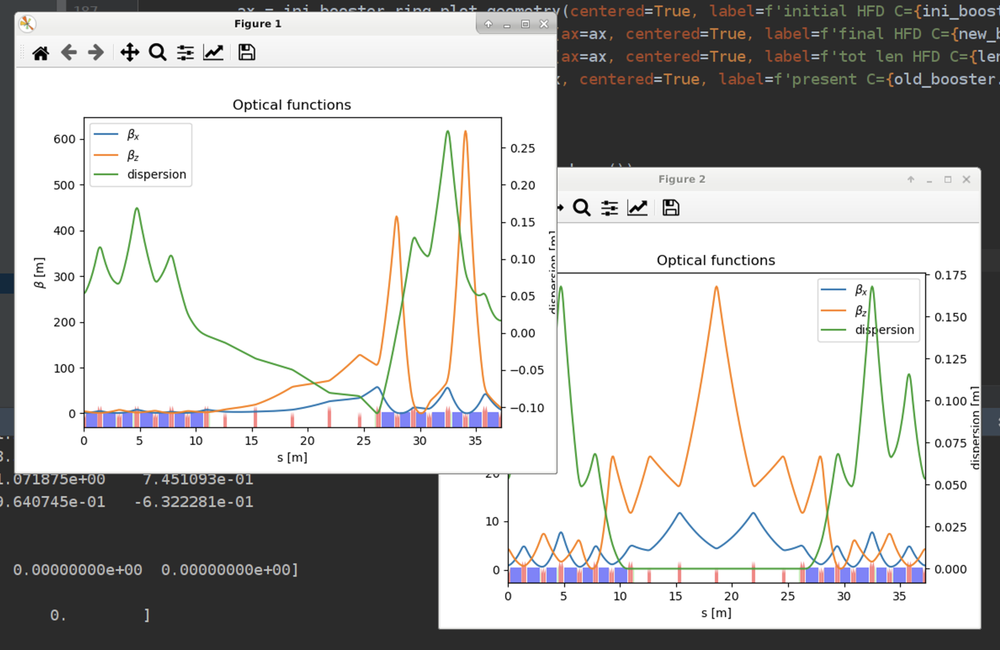 187
ax = ini_booster_ring.plot_geometry(centered=True, label=f'initial HFD C={ini_boost
Figure 1
(ax=ax, centered=True, label=f'final HFD C={new_b
(ax=ax, centered=True, label=f'tot len HFD C={len
, centered=True, label=f'present C={old_booster.
Optical functions
βx
βz
dispersion
600
500
400
300
200
100
0
β [m]
0.25
0.20
0.15
0.10
0.05
0.00
−0.05
−0.10
dispersion [m]
0
5
10
15
20
25
30
35
s [m]
Figure 2
Optical functions
βx
βz
dispersion
0.175
0.150
0.125
0.100
0.075
0.050
0.025
0.000
dispersion [m]
20
10
0
0
5
10
15
20
25
30
35
s [m]
.071875e+00 7.451093e-01
.640745e-01 -6.322281e-01
0.00000000e+00 0.00000000e+00]
0. ]